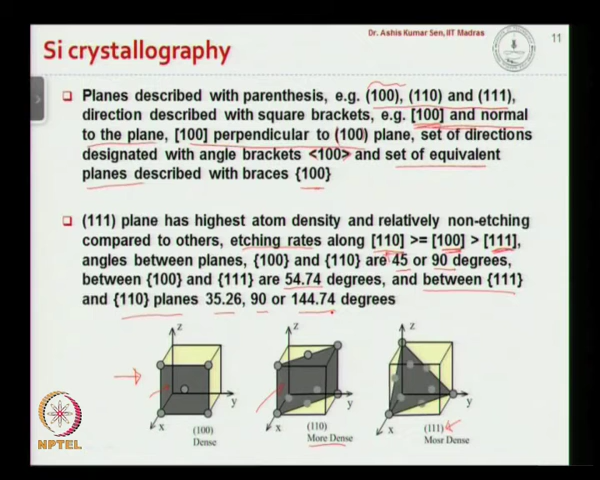 Dr. Ashis Kumar Sen, IIT Madras
11
Si crystallography
Planes described with parenthesis, e.g. (100), (110) and (111),
direction described with square brackets, e.g. [100] and normal
to the plane, [100] perpendicular to (100) plane, set of directions
designated with angle brackets <100> and set of equivalent
planes described with braces {100}
(111) plane has highest atom density and relatively non-etching
compared to others, etching rates along [110] >= [100] > [111],
angles between planes, {100} and {110} are 45 or 90 degrees,
between {100} and {111} are 54.74 degrees, and between {111}
and {110} planes 35.26, 90 or 144.74 degrees
z
y
x
(100)
Dense
z
y
x
(110)
More Dense
z
y
x
(111)
Mosr Dense
NPTEL